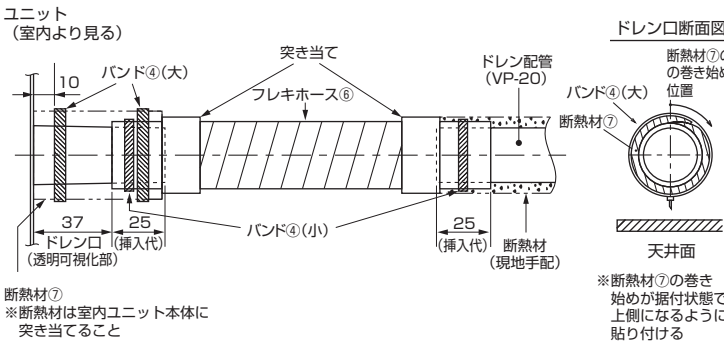 ユニット
（室内より見る）
10
バンド④(大)
突き当て
フレキホース⑥
ドレン配管
(VP-20)
37
ドレン口
(透明可視化部)
25
(挿入代)
バンド④(小)
25
(挿入代)
断熱材
(現地手配)
断熱材⑦
※断熱材は室内ユニット本体に
突き当てること
ドレン口断面図
断熱材⑦の
の巻き始め
位置
バンド④(大)
断熱材⑦
天井面
※断熱材⑦の巻き
始めが据付状態で
上側になるように
貼り付ける